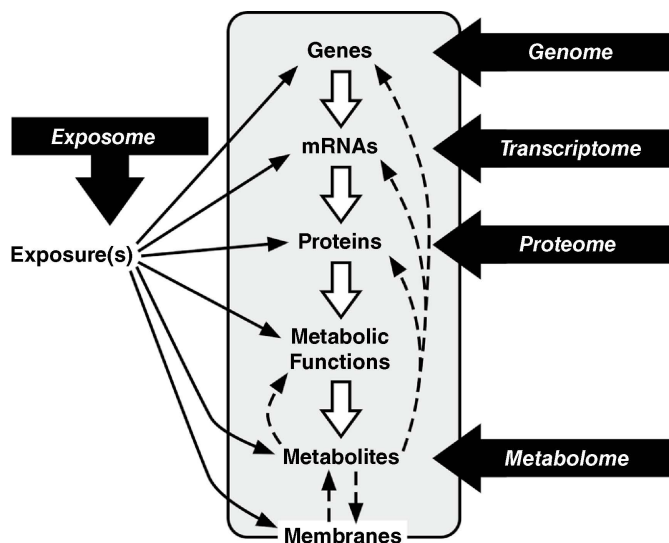 Genes
Genome
Exposome
mRNAs
Transcriptome
Exposure(s)
Proteins
Proteome
Metabolic
Functions
Metabolites
Metabolome
Membranes